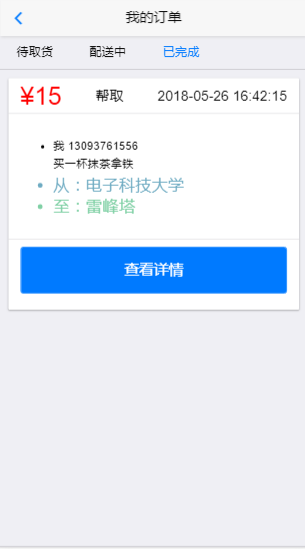 我的订单
待取货 配送中 已完成
¥15 帮取 2018-05-26 16:42:15
我 13093761556
买一杯抹茶拿铁
从：电子科技大学
至：雷峰塔
查看详情